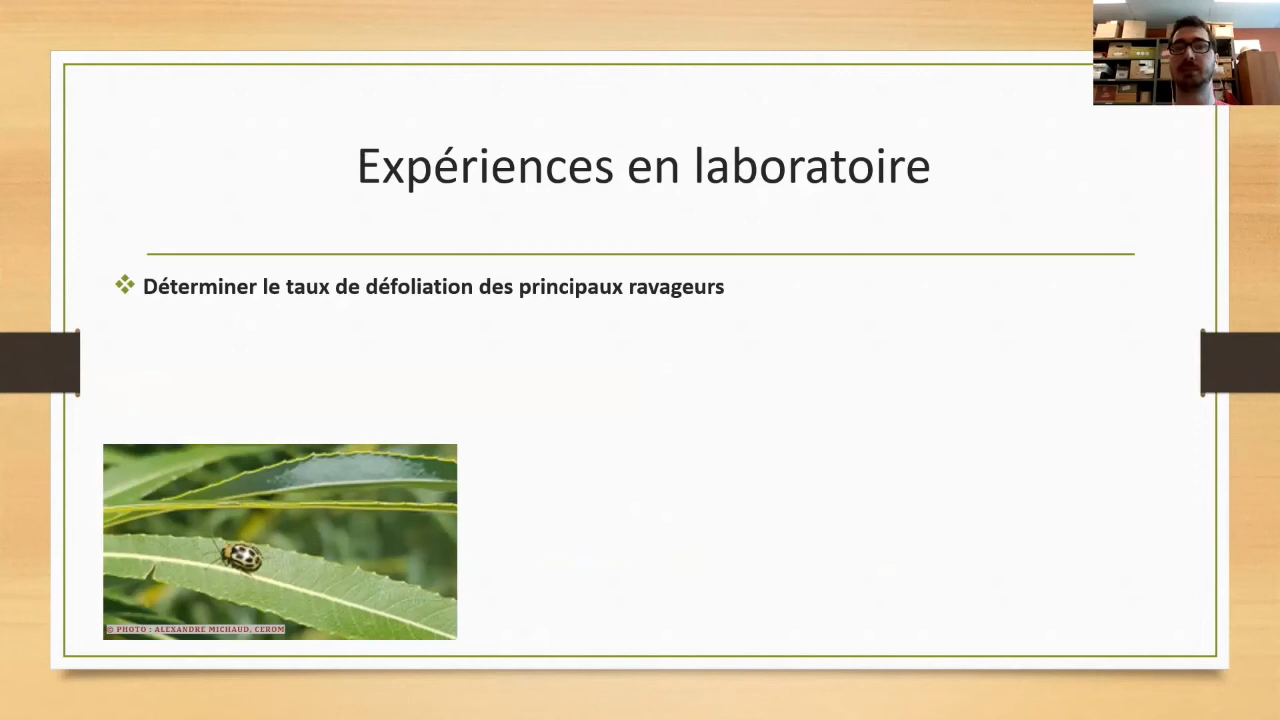 Expériences en laboratoire
Déterminer le taux de défoliation des principaux ravageurs
© PHOTO : ALEXANDRE MICHAUD, CEROM